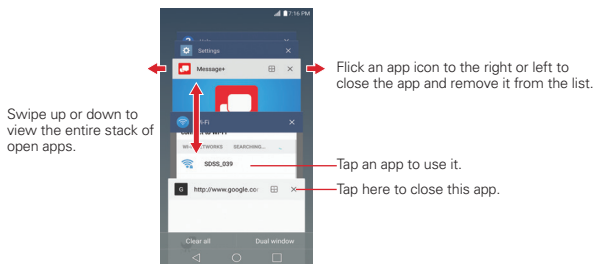 7:16 PM
Settings
Message+
Flick an app icon to the right or left to
close the app and remove it from the list.
Swipe up or down to
view the entire stack of
open apps.
SEARCHING...
SDSS_039
Tap an app to use it.
G http://www.google.co
Tap here to close this app.
Clear all
Dual window